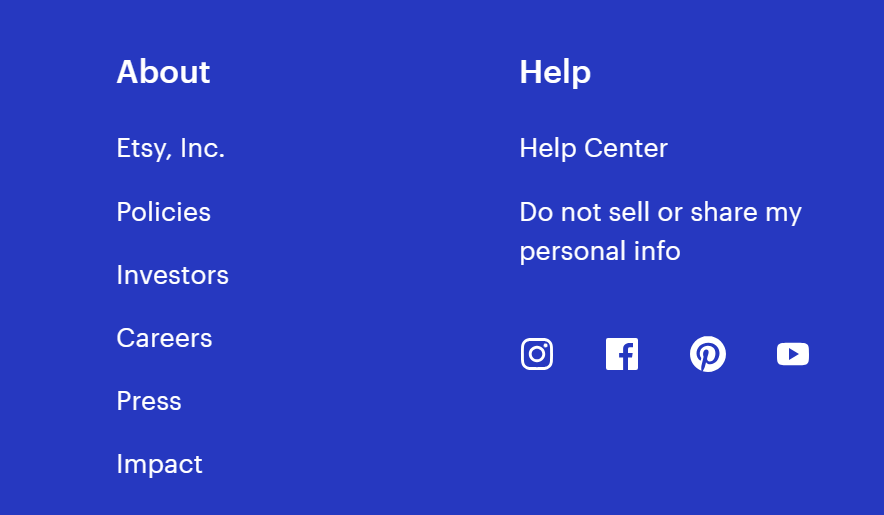 About
Etsy, Inc.
Policies
Investors
Careers
Press
Impact
Help
Help Center
Do not sell or share my
personal info